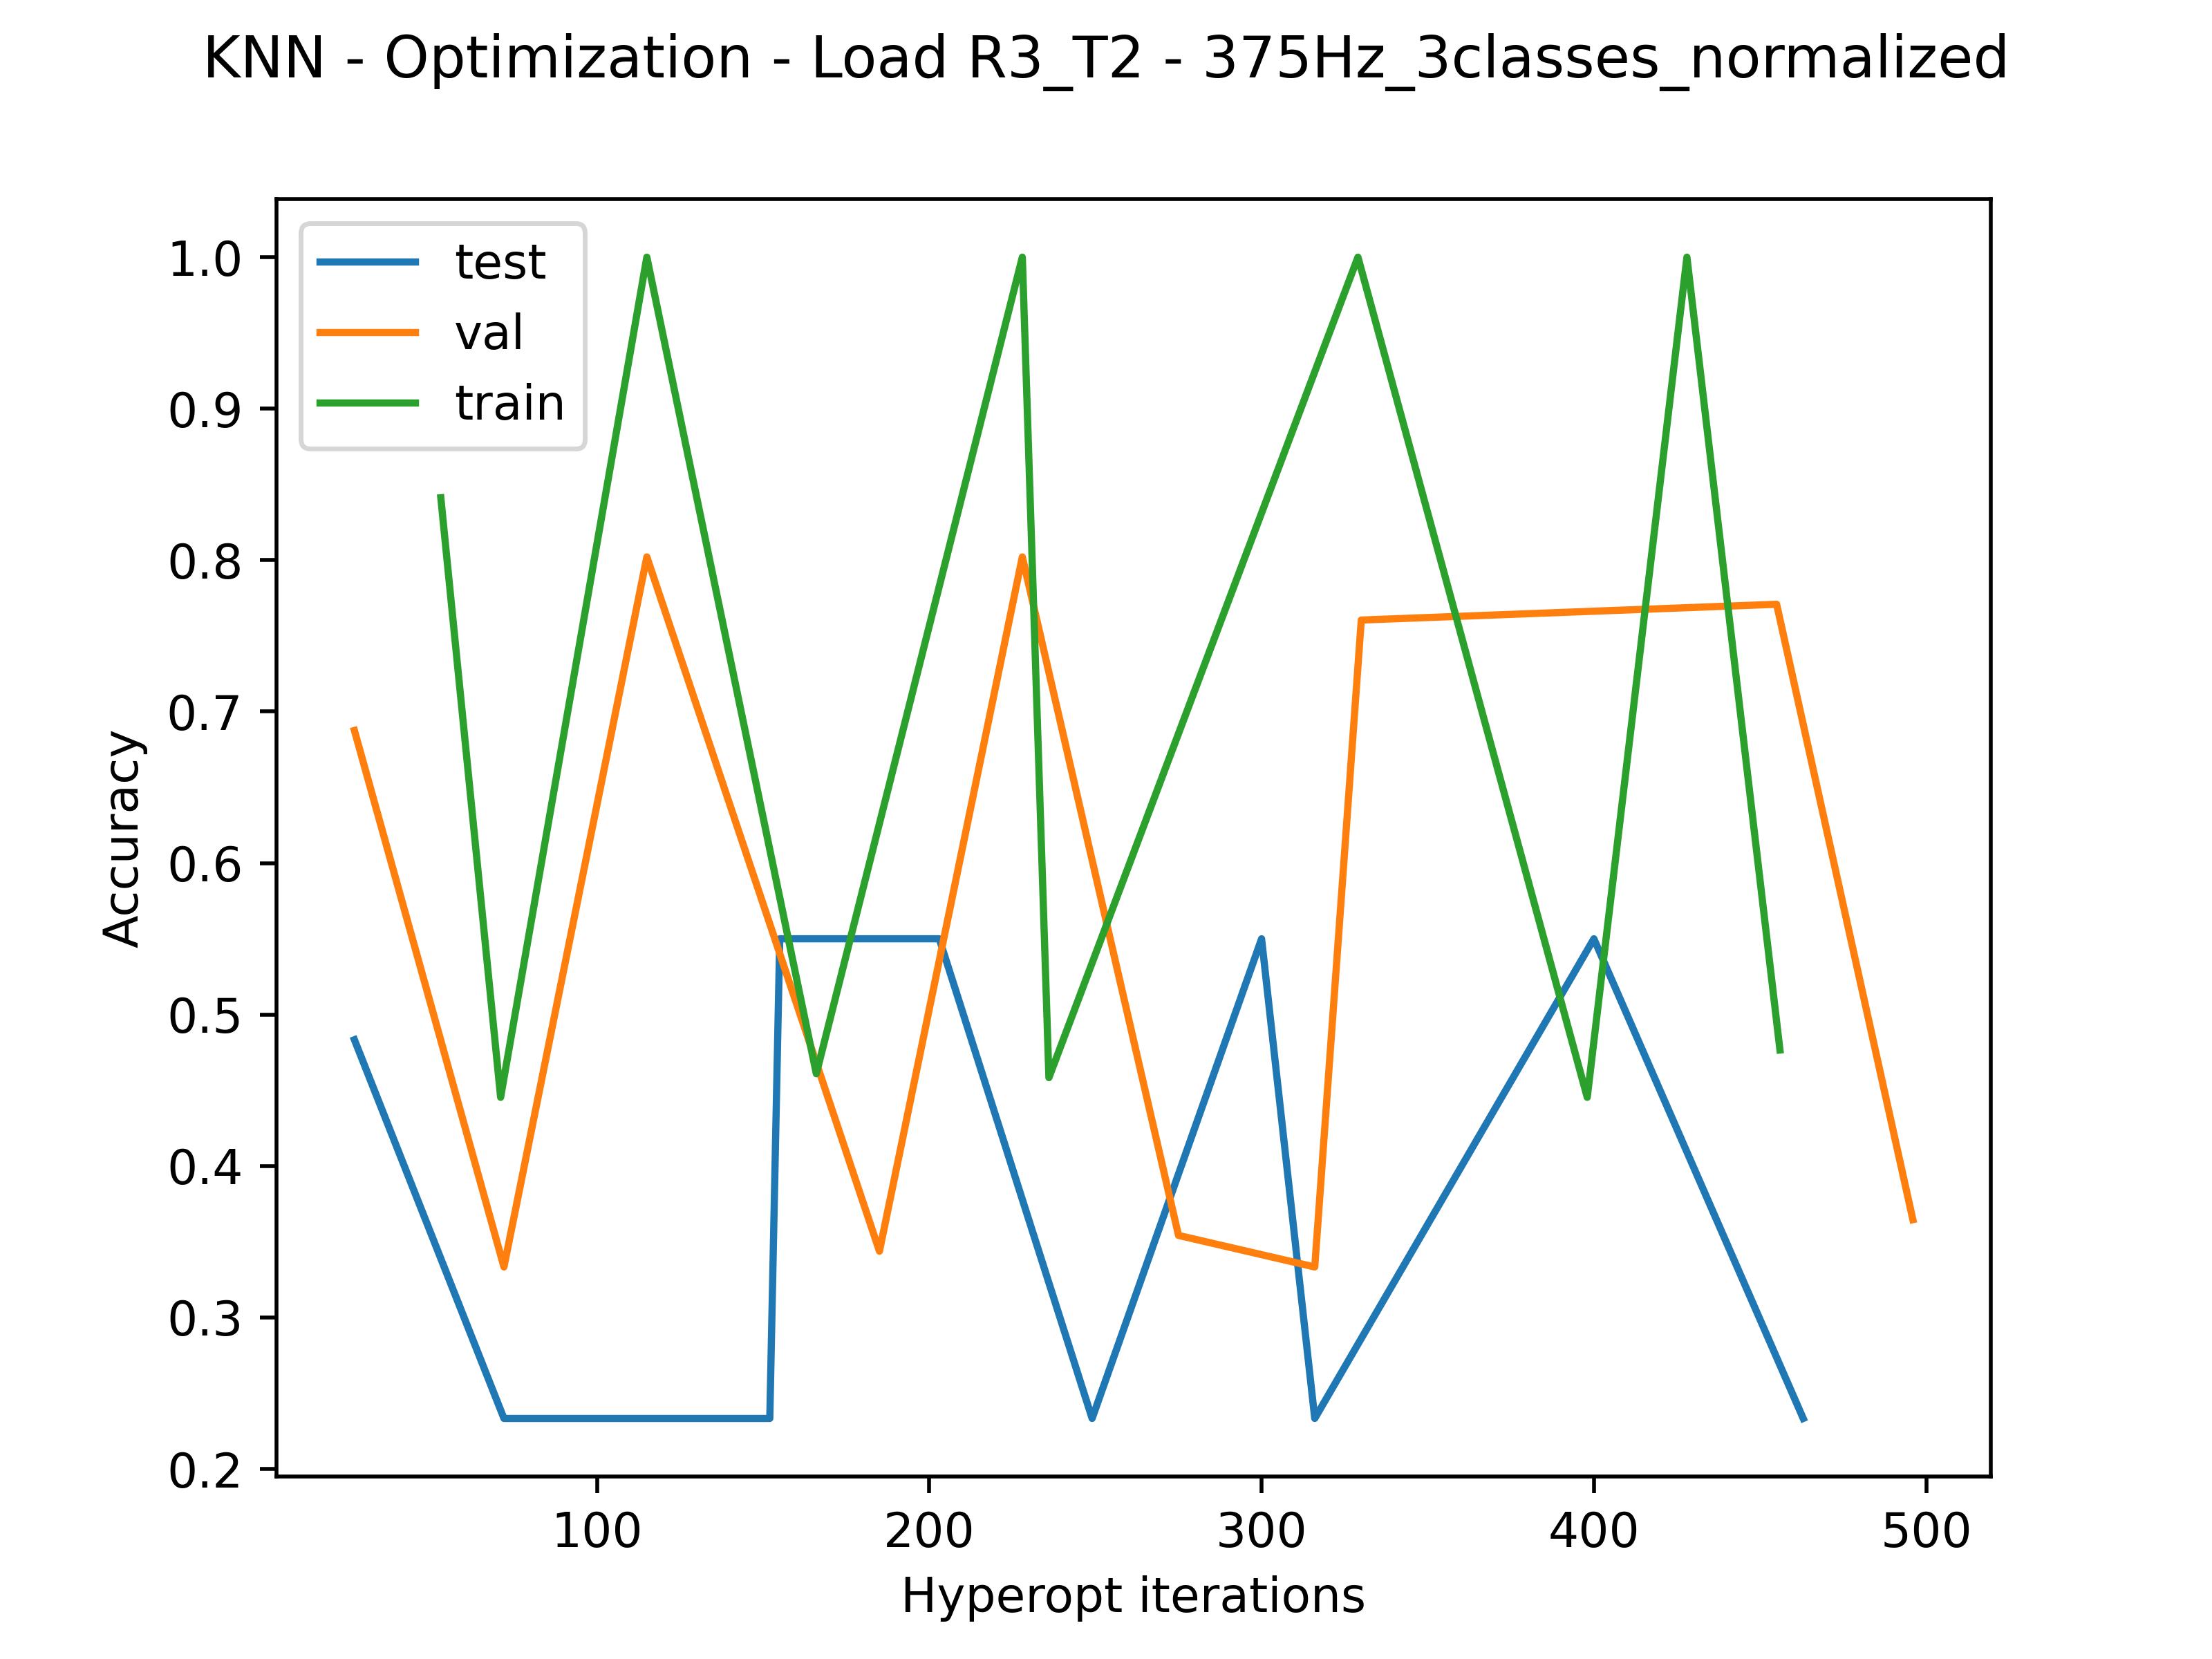 KNN - Optimization - Load R3_T2 - 375Hz_3classes_normalized
test
val
train
1.0
0.9
0.8
0.7
0.6
0.5
0.4
0.3
0.2
Accuracy
100 200 300 400 500
Hyperopt iterations